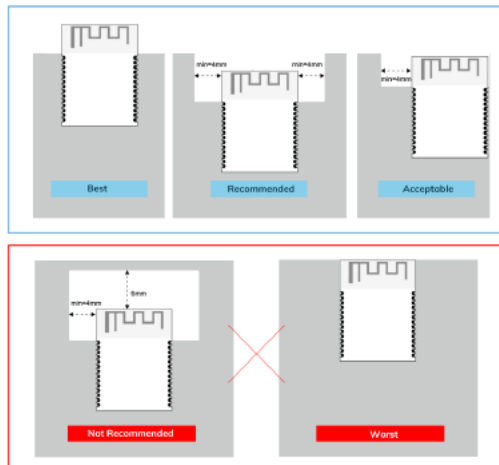 min=4mm
min=4mm
min=4mm
Best
Recommended
Acceptable
6mm
min=4mm
Not Recommended
Worst